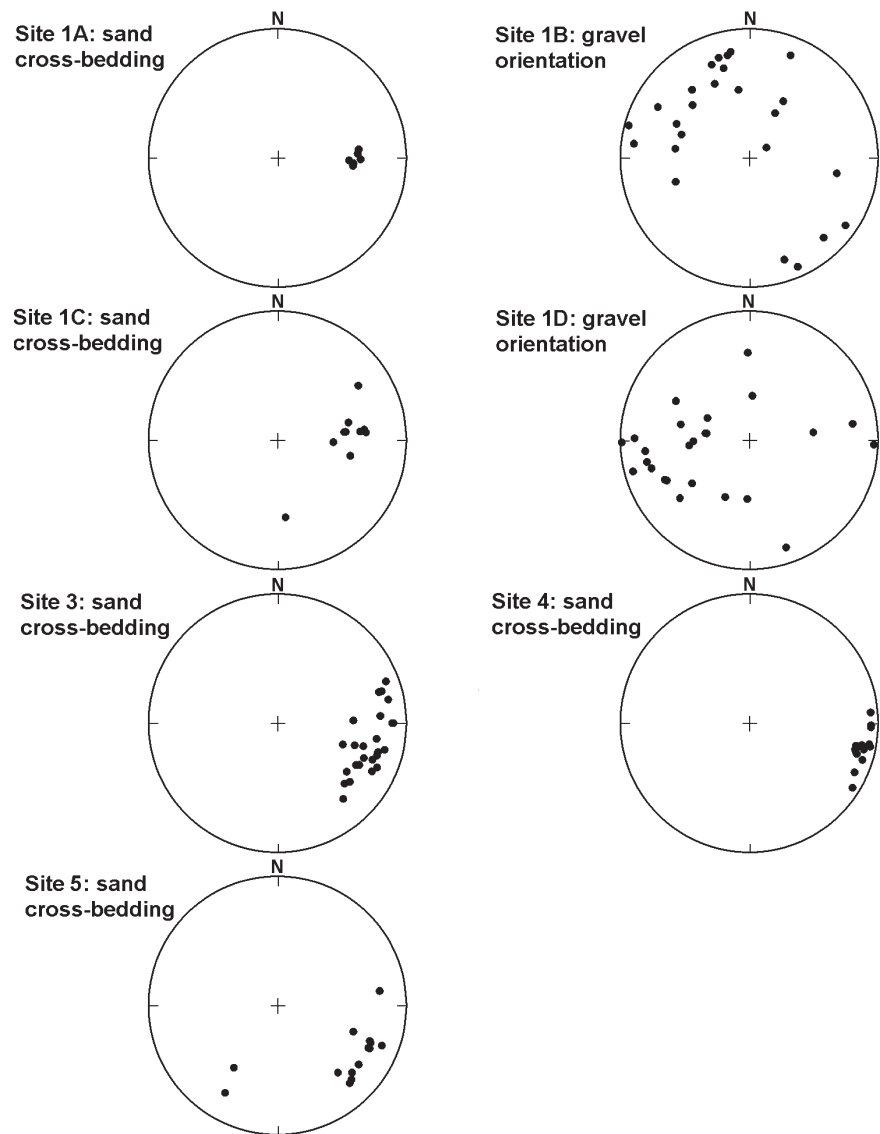 N
Site 1A: sand
cross-bedding
N
Site 1B: gravel
orientation
N
Site 1C: sand
cross-bedding
N
Site 1D: gravel
orientation
N
Site 3: sand
cross-bedding
N
Site 4: sand
cross-bedding
N
Site 5: sand
cross-bedding